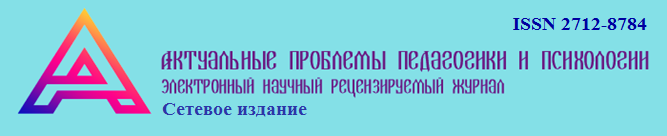 ISSN 2712-8784
АКТУАЛЬНЫЕ ПРОБЛЕМЫ ПЕДАГОГИКИ И ПСИХОЛОГИИ
ЭЛЕКТРОННЫЙ НАУЧНЫЙ РЕЦЕНЗИРУЕМЫЙ ЖУРНАЛ
Сетевое издание